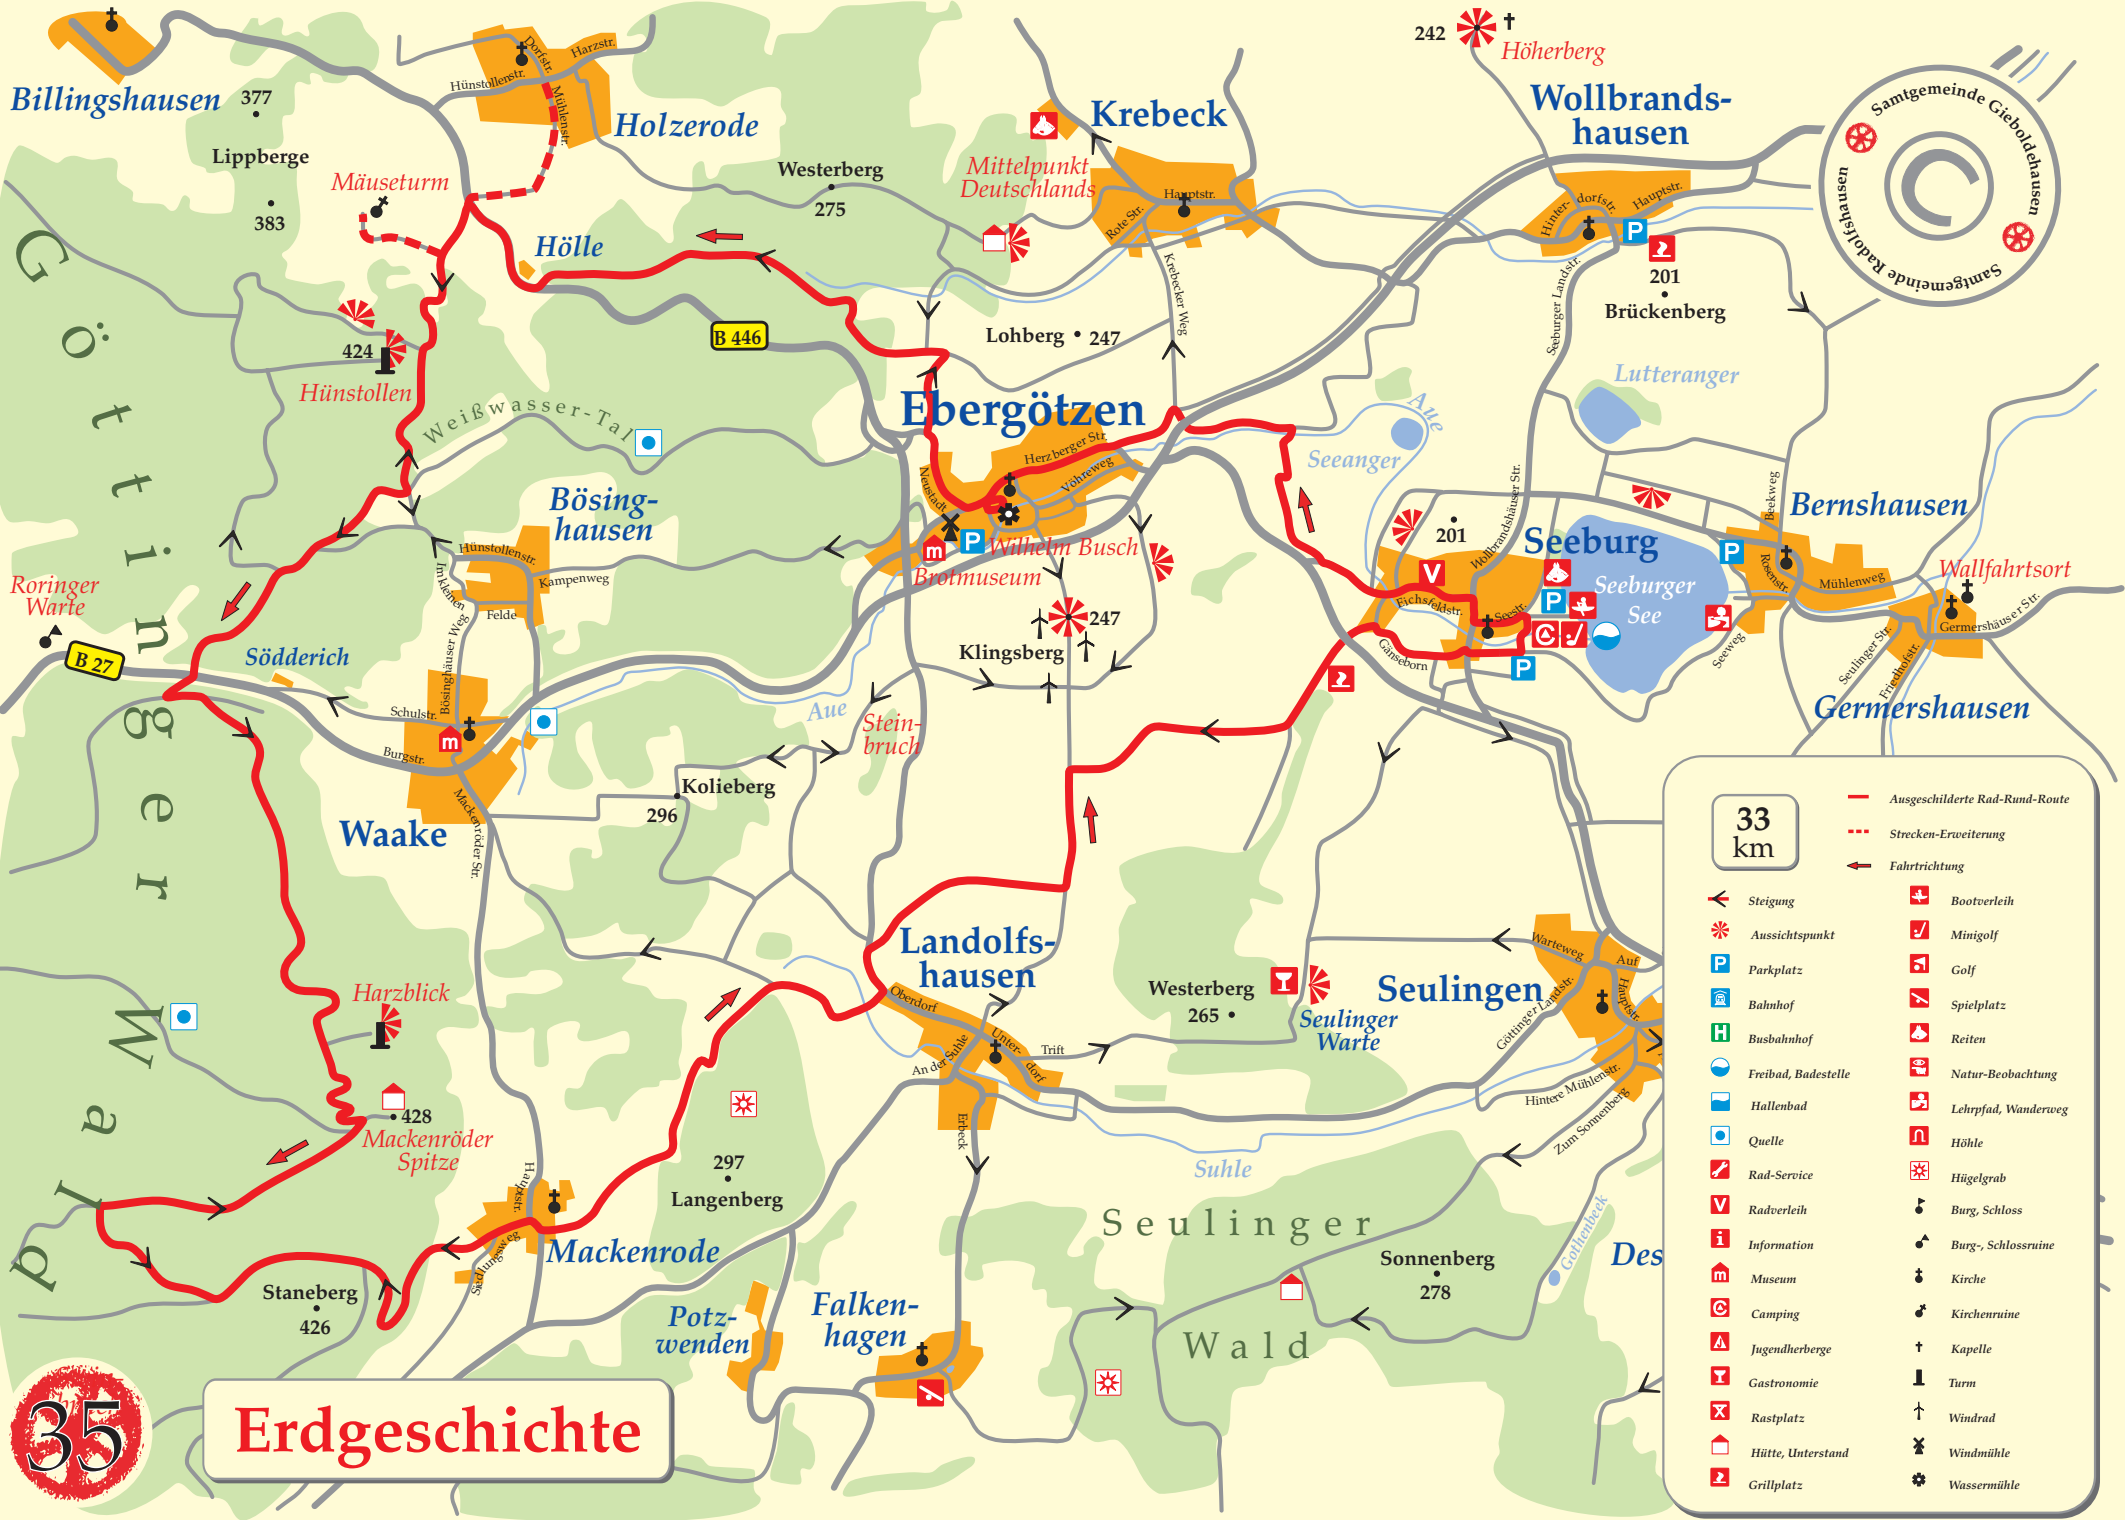 Billingshausen
377
Lippberge
383
Mäuseturm
Dorfstr.
Harzstr.
Hünstollenstr.
Mühlenstr.
Holzerode
Hölle
Westerberg
275
Mittelpunkt
Deutschlands
Krebeck
Hauptstr.
Rote Str.
Krebecker Weg
242
Höherberg
Wollbrands-
hausen
Hinter-
dorfstr.
Hauptstr.
P
201
Brückenberg
Seeburger Landstr.
Samtgemeinde Gieboldehausen
Samtgemeinde Radolfshausen
Göttinger Wald
424
Hünstollen
B 446
Lohberg
247
Weißwasser-Tal
Ebergötzen
Herzberger Str.
Vöhreweg
Neustadt
m
P
Wilhelm Busch
Brotmuseum
Lutteranger
Aue
Seeanger
Bösing-
hausen
Hünstollenstr.
Kampenweg
Im kleinen
Felde
Bösinghäuser Weg
Roringer
Warte
B 27
Södderich
Schulstr.
Burgstr.
m
Waake
Mackenröder Str.
247
Klingsberg
Aue
Stein-
bruch
Kolieberg
296
201
Wollbrandshäuser Str.
Seeburg
V
P
Eichsfeldstr.
Seestr.
Gänseborn
P
Seeburger
See
P
Beekweg
Bernshausen
Rosenstr.
Mühlenweg
Seeweg
Wallfahrtsort
Germershäuser Str.
Seulinger Str.
Friedhofstr.
Germershausen
Harzblick
428
Mackenröder
Spitze
Landolfs-
hausen
Oberdorf
Unter-
dorf
An der Suhle
Trift
Erbeck
Westerberg
265
Seulinger
Warte
Seulingen
Warteweg
Auf
Hauptstr.
Göttinger Landstr.
Hintere Mühlenstr.
Zum Sonnenberg
Suhle
297
Langenberg
Hauptstr.
Siedlungsweg
Mackenrode
Staneberg
426
Potz-
wenden
Falken-
hagen
Seulinger
Wald
Sonnenberg
278
Gothenbeek
Des
35
Erdgeschichte
33
km
Ausgeschilderte Rad-Rund-Route
Strecken-Erweiterung
Fahrtrichtung
Steigung
Aussichtspunkt
P Parkplatz
Bahnhof
H Busbahnhof
Freibad, Badestelle
Hallenbad
Quelle
Rad-Service
V Radverleih
i Information
m Museum
Camping
Jugendherberge
Gastronomie
Rastplatz
Hütte, Unterstand
Grillplatz
Bootverleih
Minigolf
Golf
Spielplatz
Reiten
Natur-Beobachtung
Lehrpfad, Wanderweg
Höhle
Hügelgrab
Burg, Schloss
Burg-, Schlossruine
Kirche
Kirchenruine
Kapelle
Turm
Windrad
Windmühle
Wassermühle